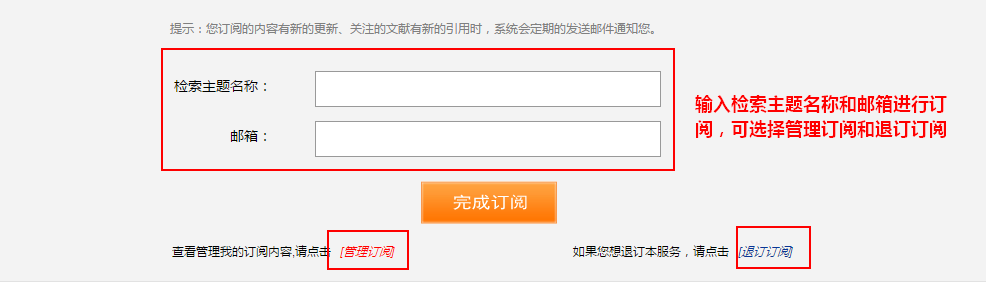 提示：您订阅的内容有新的更新、关注的文献有新的引用时，系统会定期的发送邮件通知您。
检索主题名称：
输入检索主题名称和邮箱进行订
阅，可选择管理订阅和退订订阅
邮箱：
完成订阅
查看管理我的订阅内容,请点击 [管理订阅] 如果您想退订本服务，请点击 [退订订阅]